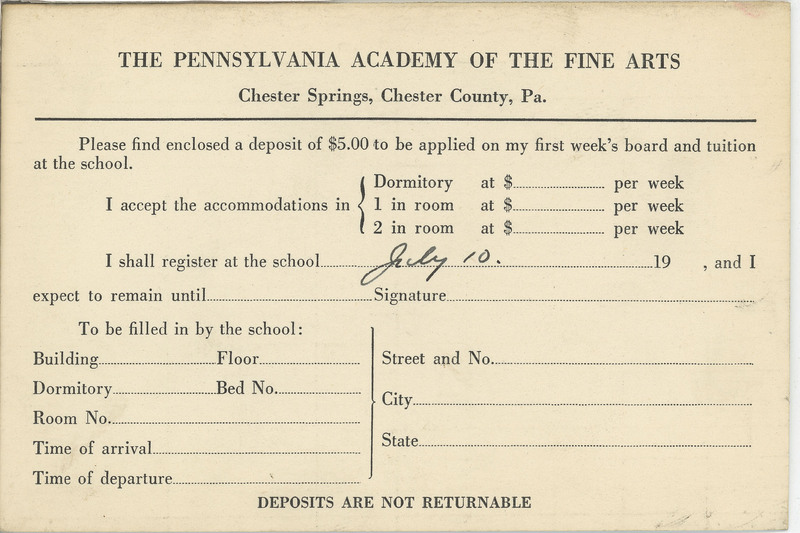 THE PENNSYLVANIA ACADEMY OF THE FINE ARTS
Chester Springs, Chester County, Pa.
Please find enclosed a deposit of $5.00 to be applied on my first week's board and tuition
at the school.
I accept the accommodations in { Dormitory at $ per week
1 in room at $ per week
2 in room at $ per week
I shall register at the school July 10. 19 , and I
expect to remain until Signature
To be filled in by the school:
Building Floor
Dormitory Bed No.
Room No.
Time of arrival
Time of departure
Street and No.
City
State
DEPOSITS ARE NOT RETURNABLE